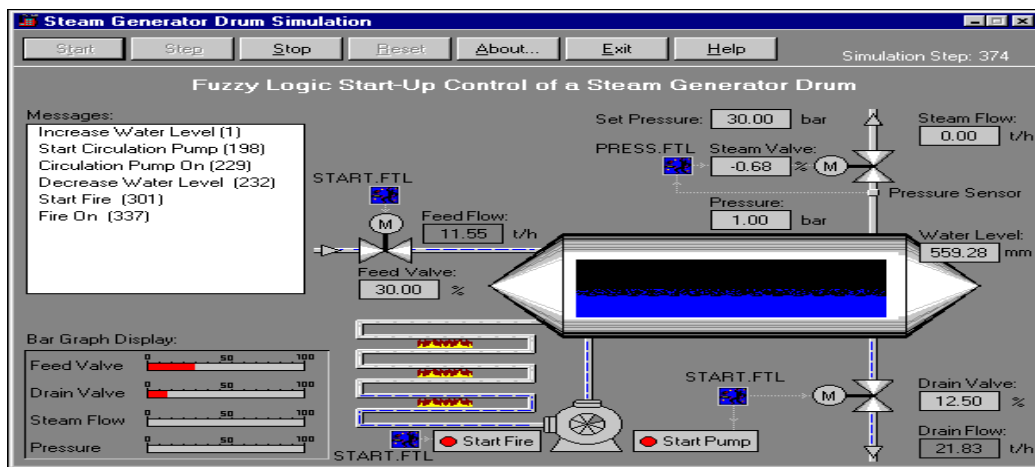 Steam Generator Drum Simulation
Start Step Stop Reset About... Exit Help
Simulation Step: 374
Fuzzy Logic Start-Up Control of a Steam Generator Drum
Messages:
Increase Water Level (1)
Start Circulation Pump (198)
Circulation Pump On (229)
Decrease Water Level (232)
Start Fire (301)
Fire On (337)
Set Pressure: 30.00 bar
Steam Flow:
0.00 t/h
PRESS.FTL
Steam Valve:
-0.68 % M
Pressure Sensor
START.FTL
M
Pressure:
1.00 bar
Feed Flow:
11.55 t/h
Water Level:
559.28 mm
Feed Valve:
30.00 %
Bar Graph Display:
Feed Valve 0 50 100
Drain Valve 0 50 100
Steam Flow 0 50 100
Pressure 0 50 100
START.FTL
M
Drain Valve:
12.50 %
Start Fire
Start Pump
START.FTL
Drain Flow:
21.83 t/h